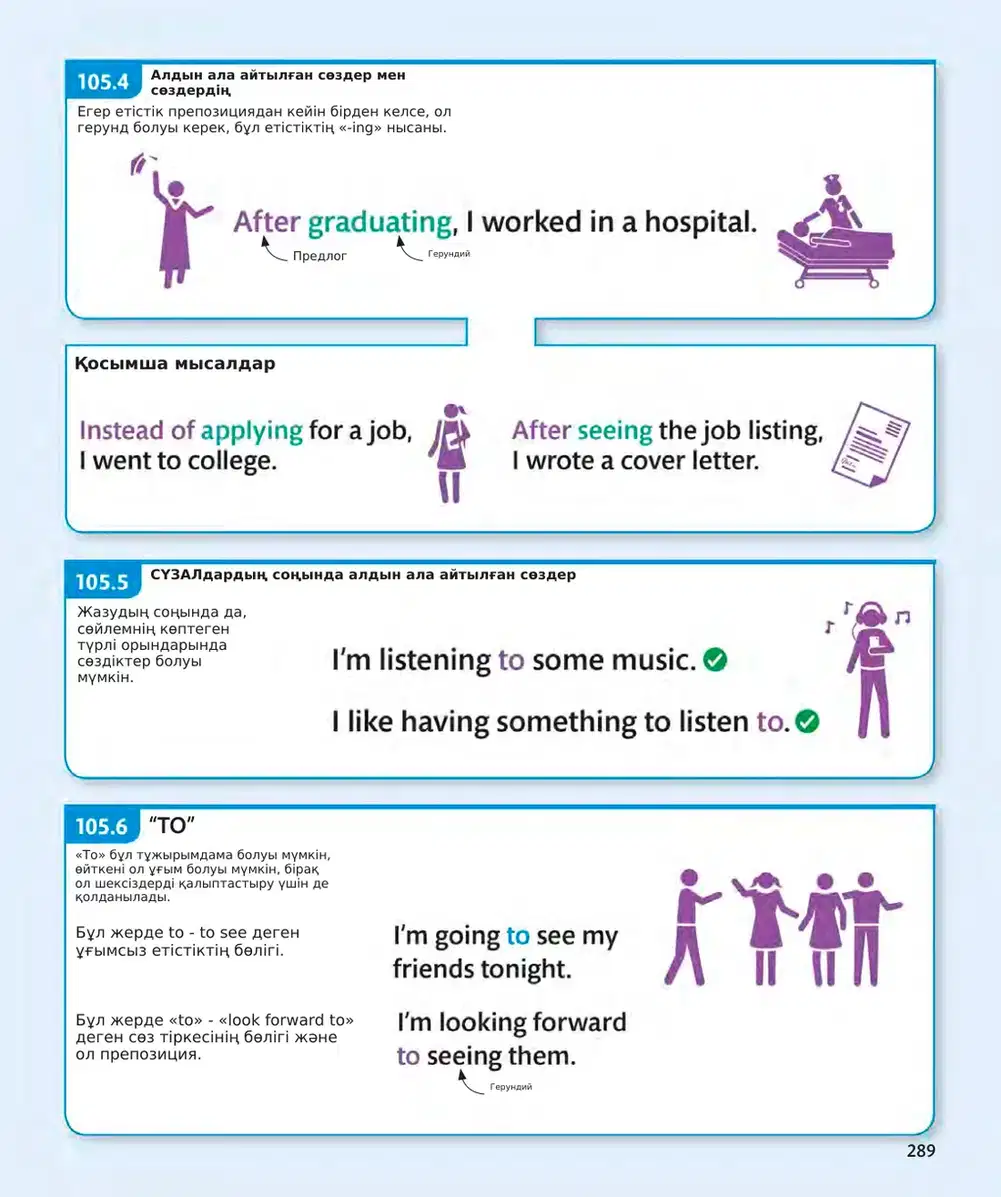 105.4 Алдын ала айтылған сөздер мен
сөздердің
Егер етістік препозициядан кейін бірден келсе, ол
герунд болуы керек, бұл етістіктің «-ing» нысаны.
After graduating, I worked in a hospital.
Предлог
Герундий
Қосымша мысалдар
Instead of applying for a job,
I went to college.
After seeing the job listing,
I wrote a cover letter.
105.5 СҮЗАЛдардың соңында алдын ала айтылған сөздер
Жазудың соңында да,
сөйлемнің көптеген
түрлі орындарында
сөздіктер болуы
мүмкін.
I'm listening to some music.
I like having something to listen to.
105.6 “TO”
«То» бұл тұжырымдама болуы мүмкін,
өйткені ол ұғым болуы мүмкін, бірақ
ол шексіздерді қалыптастыру үшін де
қолданылады.
Бұл жерде to - to see деген
ұғымсыз етістіктің бөлігі.
I'm going to see my
friends tonight.
Бұл жерде «to» - «look forward to»
деген сөз тіркесінің бөлігі және
ол препозиция.
I'm looking forward
to seeing them.
Герундий
289